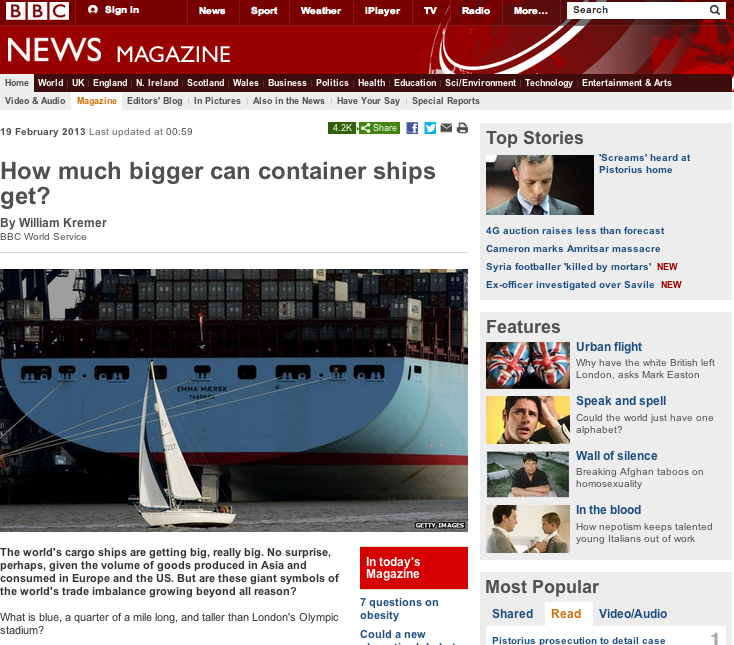 BBC Sign in News Sport Weather iPlayer TV Radio More... Search
NEWS MAGAZINE
Home World UK England N. Ireland Scotland Wales Business Politics Health Education Sci/Environment Technology Entertainment & Arts
Video & Audio Magazine Editors' Blog In Pictures Also in the News Have Your Say Special Reports
19 February 2013 Last updated at 00:59
4.2K Share
How much bigger can container ships
get?
By William Kremer
BBC World Service
EMMA MÆRSK
GETTY IMAGES
The world's cargo ships are getting big, really big. No surprise,
perhaps, given the volume of goods produced in Asia and
consumed in Europe and the US. But are these giant symbols of
the world's trade imbalance growing beyond all reason?
What is blue, a quarter of a mile long, and taller than London's Olympic
stadium?
In today's
Magazine
7 questions on
obesity
Could a new
Top Stories
'Screams' heard at
Pistorius home
4G auction raises less than forecast
Cameron marks Amritsar massacre
Syria footballer 'killed by mortars' NEW
Ex-officer investigated over Savile NEW
Features
Urban flight
Why have the white British left
London, asks Mark Easton
Speak and spell
Could the world just have one
alphabet?
Wall of silence
Breaking Afghan taboos on
homosexuality
In the blood
How nepotism keeps talented
young Italians out of work
Most Popular
Shared Read Video/Audio
Pistorius prosecution to detail case 1